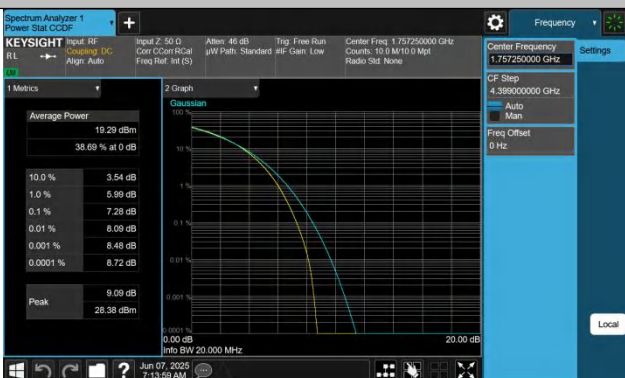 Spectrum Analyzer 1
Power Stat CCDF
Frequency
KEYSIGHT
RL
Input: RF
Coupling: DC
Align: Auto
Input Z: 50 Ω
Corr CCorr RCal
Freq Ref: Int (S)
Atten: 46 dB
µW Path: Standard
Trig: Free Run
#IF Gain: Low
Center Freq: 1.757250000 GHz
Counts: 10.0 M/10.0 Mpt
Radio Std: None
Center Frequency
1.757250000 GHz
Settings
CF Step
4.399000000 GHz
Auto
Man
Freq Offset
0 Hz
Local
1 Metrics
Average Power
19.29 dBm
38.69 % at 0 dB
10.0 % 3.54 dB
1.0 % 5.99 dB
0.1 % 7.28 dB
0.01 % 8.09 dB
0.001 % 8.48 dB
0.0001 % 8.72 dB
Peak
9.09 dB
28.38 dBm
2 Graph
Gaussian
100 %
10 %
1 %
0.1 %
0.01 %
0.001 %
0.0001 %
0.00 dB
20.00 dB
Info BW 20.000 MHz
?
Jun 07, 2025
7:13:59 AM